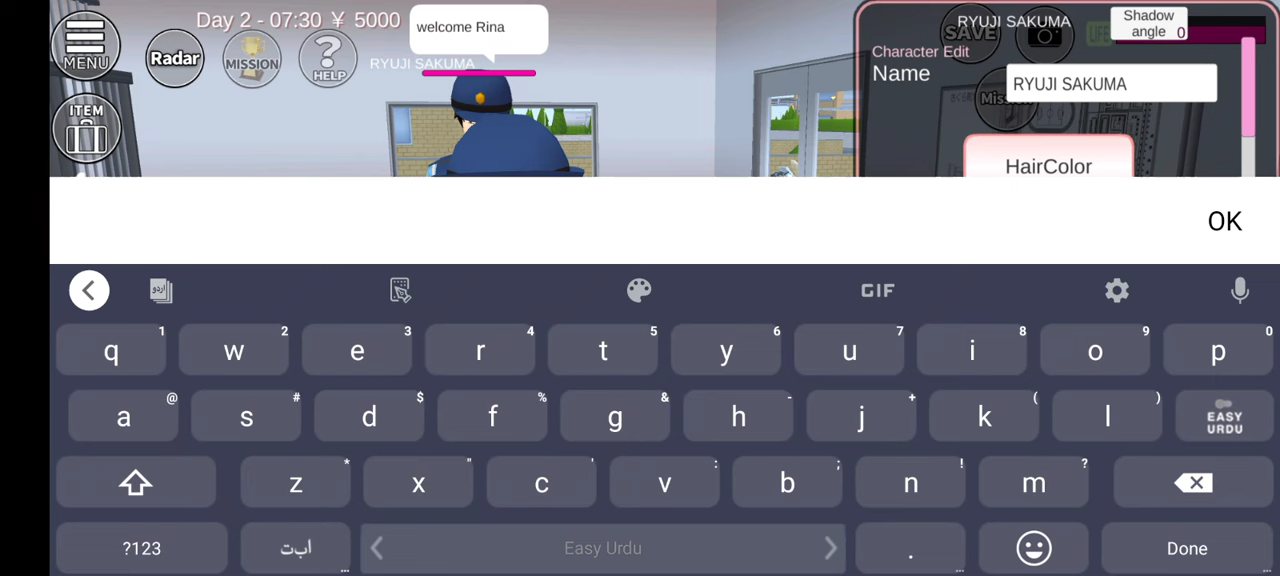 Day 2 - 07:30 ¥ 5000
welcome Rina
RYUJI SAKUMA
Shadow
angle 0
MENU
Radar
MISSION
?
HELP
RYUJI SAKUMA
SAVE
LIFE
Character Edit
Name
RYUJI SAKUMA
ITEM
HairColor
OK
اردو
GIF
1 2 3 4 5 6 7 8 9 0
q w e r t y u i o p
@ # $ % & - + ( )
a s d f g h j k l
EASY
URDU
* " ' : ; ! ?
z x c v b n m
?123
ا ب ت
...
Easy Urdu
.
...
Done
...